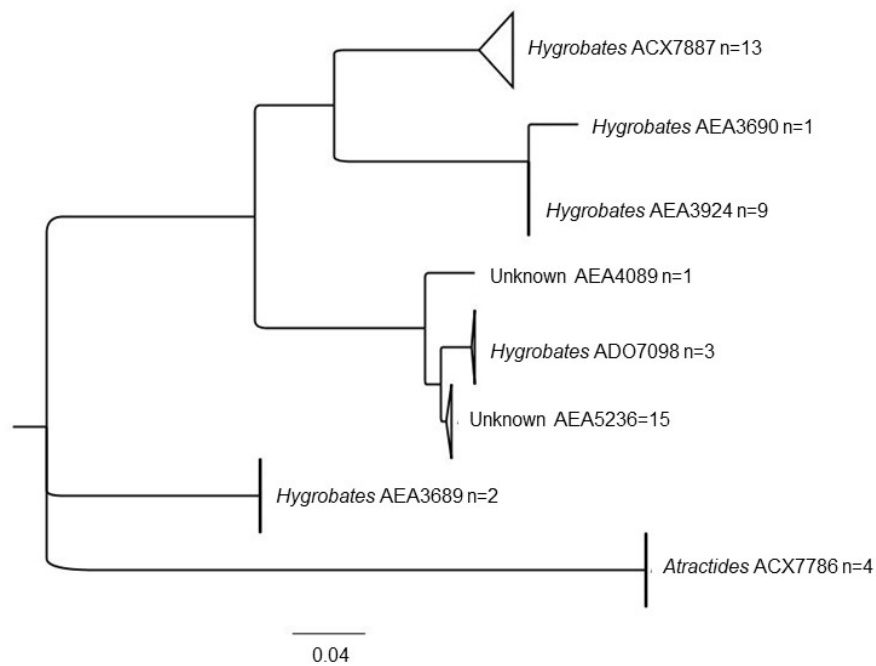 Hygrobates ACX7887 n=13
Hygrobates AEA3690 n=1
Hygrobates AEA3924 n=9
Unknown AEA4089 n=1
Hygrobates ADO7098 n=3
Unknown AEA5236=15
Hygrobates AEA3689 n=2
Atractides ACX7786 n=4
0.04